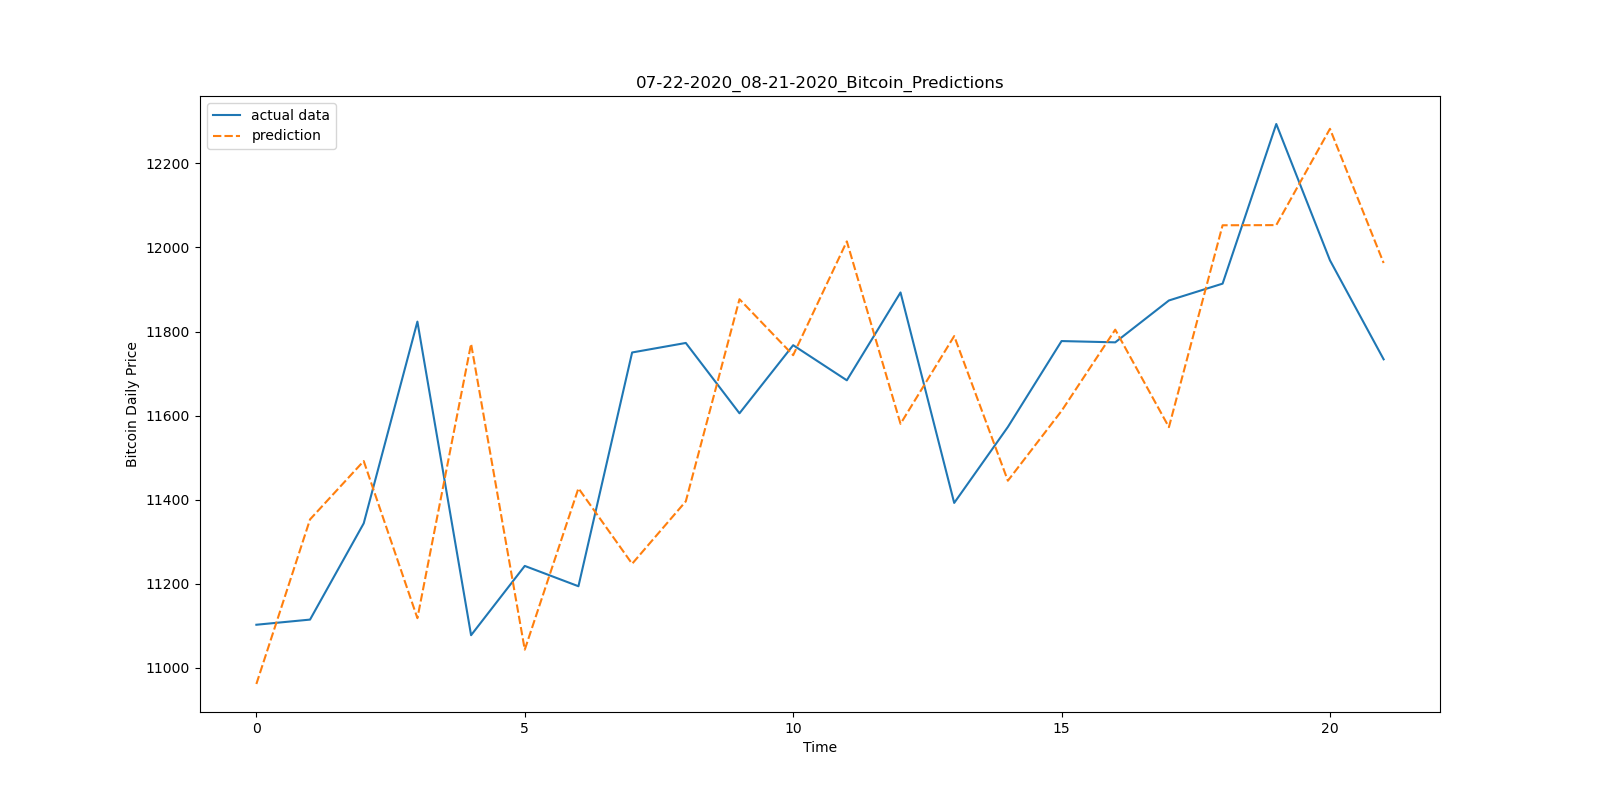 07-22-2020_08-21-2020_Bitcoin_Predictions
actual data
prediction
12200
12000
11800
11600
11400
11200
11000
Bitcoin Daily Price
0 5 10 15 20
Time